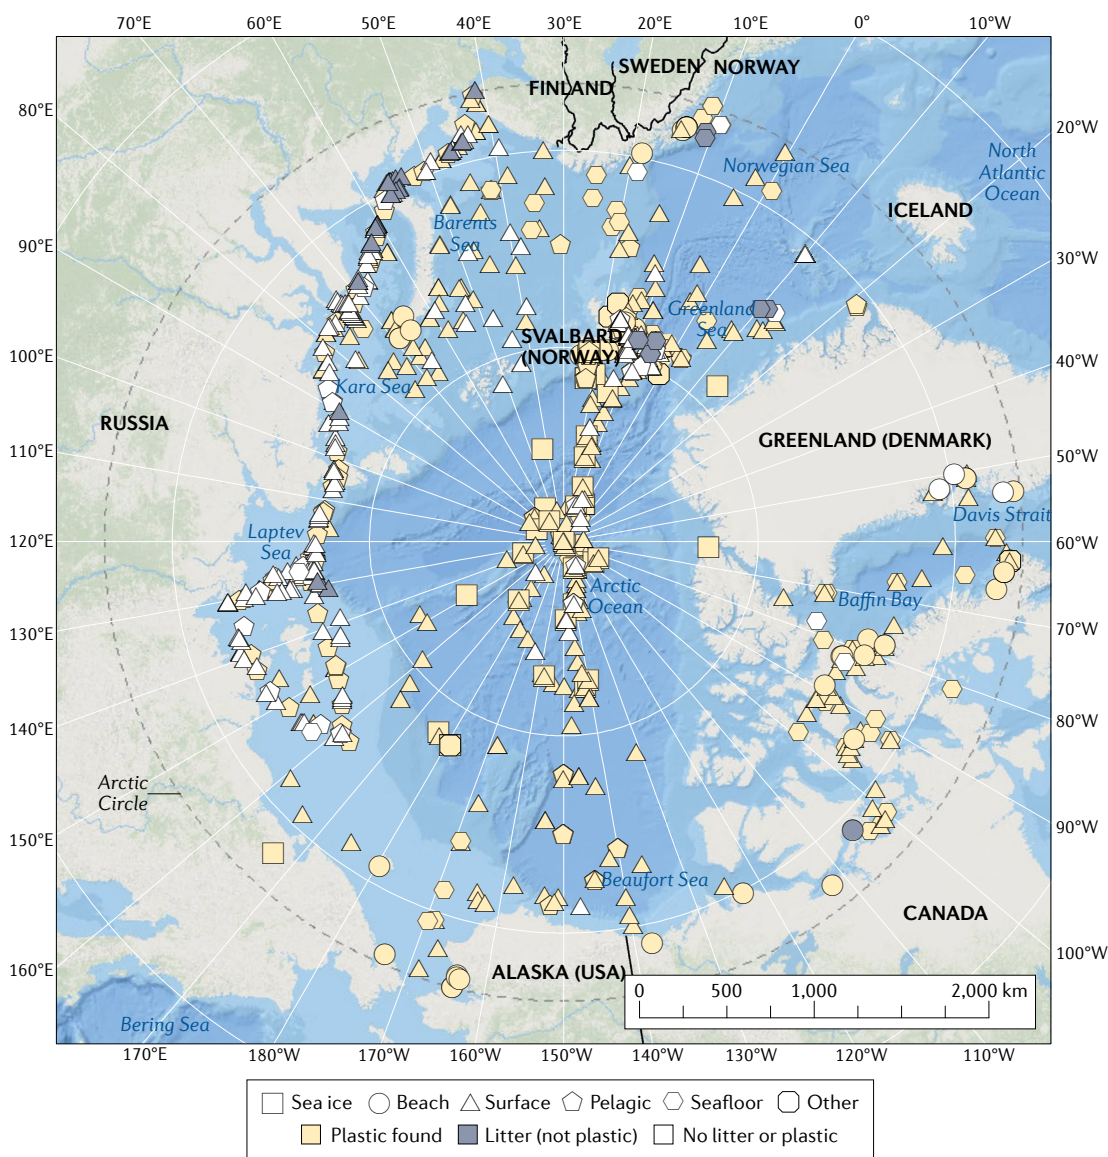 70°E 60°E 50°E 40°E 30°E 20°E 10°E 0° 10°W
80°E
90°E
100°E
110°E
120°E
130°E
140°E
150°E
160°E
20°W
30°W
40°W
50°W
60°W
70°W
80°W
90°W
100°W
FINLAND
SWEDEN
NORWAY
Norwegian Sea
North
Atlantic
Ocean
ICELAND
Barents
Sea
Greenland
Sea
SVALBARD
(NORWAY)
Kara Sea
RUSSIA
GREENLAND (DENMARK)
Davis Strait
Laptev
Sea
Arctic
Ocean
Baffin Bay
Arctic
Circle
Beaufort Sea
CANADA
ALASKA (USA)
Bering Sea
0 500 1,000 2,000 km
170°E 180°W 170°W 160°W 150°W 140°W 130°W 120°W 110°W
Sea ice Beach Surface Pelagic Seafloor Other
Plastic found Litter (not plastic) No litter or plastic